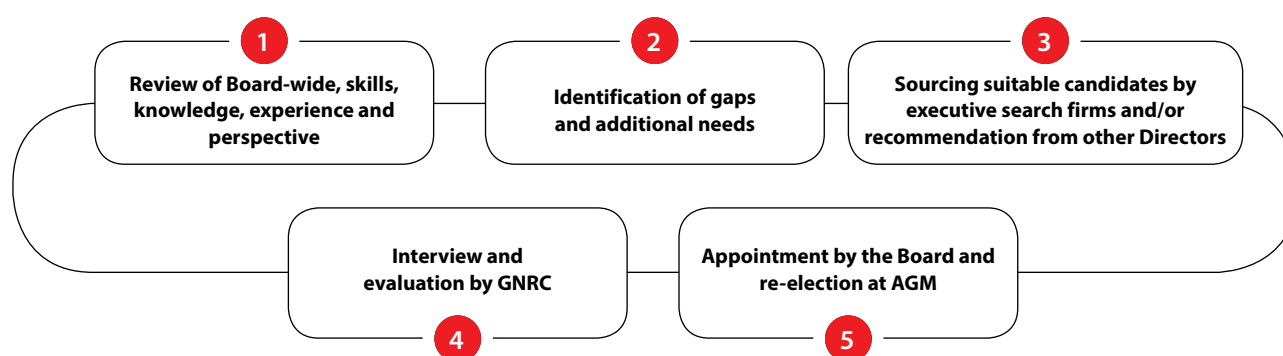 1
Review of Board-wide, skills,
knowledge, experience and
perspective
2
Identification of gaps
and additional needs
3
Sourcing suitable candidates by
executive search firms and/or
recommendation from other Directors
Interview and
evaluation by GNRC
4
Appointment by the Board and
re-election at AGM
5